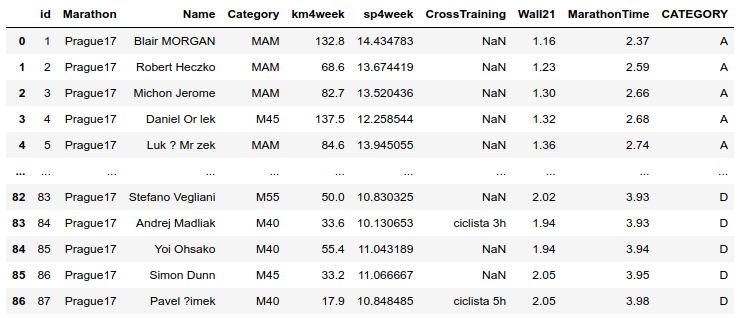 id Marathon Name Category km4week sp4week CrossTraining Wall21 MarathonTime CATEGORY
0 1 Prague17 Blair MORGAN MAM 132.8 14.434783 NaN 1.16 2.37 A
1 2 Prague17 Robert Heczko MAM 68.6 13.674419 NaN 1.23 2.59 A
2 3 Prague17 Michon Jerome MAM 82.7 13.520436 NaN 1.30 2.66 A
3 4 Prague17 Daniel Or lek M45 137.5 12.258544 NaN 1.32 2.68 A
4 5 Prague17 Luk ? Mr zek MAM 84.6 13.945055 NaN 1.36 2.74 A
... ... ... ... ... ... ... ... ... ... ...
82 83 Prague17 Stefano Vegliani M55 50.0 10.830325 NaN 2.02 3.93 D
83 84 Prague17 Andrej Madliak M40 33.6 10.130653 ciclista 3h 1.94 3.93 D
84 85 Prague17 Yoi Ohsako M40 55.4 11.043189 NaN 1.94 3.94 D
85 86 Prague17 Simon Dunn M45 33.2 11.066667 NaN 2.05 3.95 D
86 87 Prague17 Pavel ?imek M40 17.9 10.848485 ciclista 5h 2.05 3.98 D